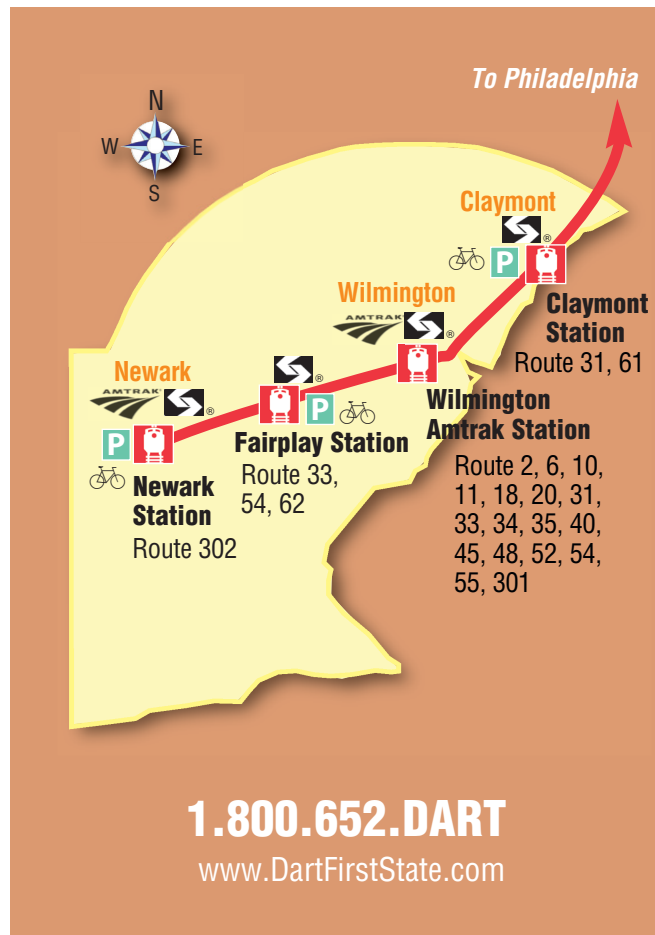 To Philadelphia
N
W
E
S
Claymont
®
P
Claymont
Station
Route 31, 61
Wilmington
AMTRAK
®
Wilmington
Amtrak Station
Route 2, 6, 10,
11, 18, 20, 31,
33, 34, 35, 40,
45, 48, 52, 54,
55, 301
®
P
Fairplay Station
Route 33,
54, 62
Newark
AMTRAK
®
P
Newark
Station
Route 302
1.800.652.DART
www.DartFirstState.com